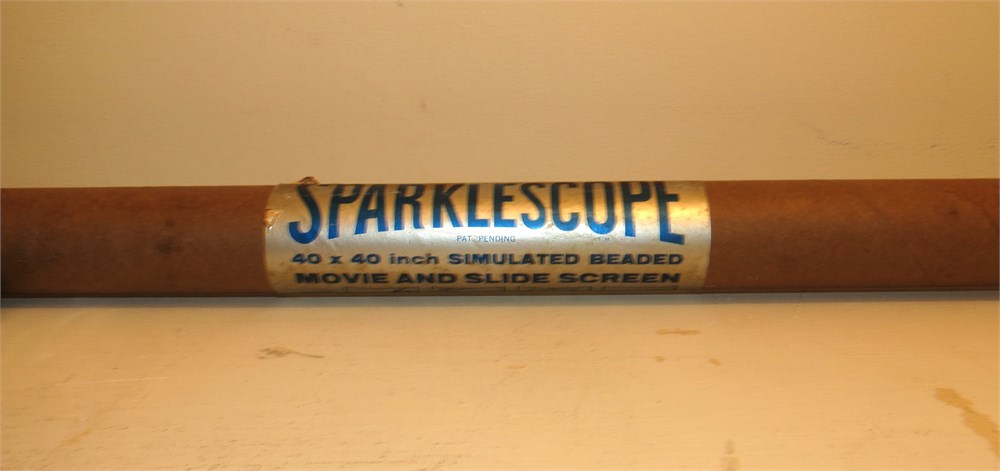 SPARKLESCOPE
PAT. PENDING
40 x 40 inch SIMULATED BEADED
MOVIE AND SLIDE SCREEN